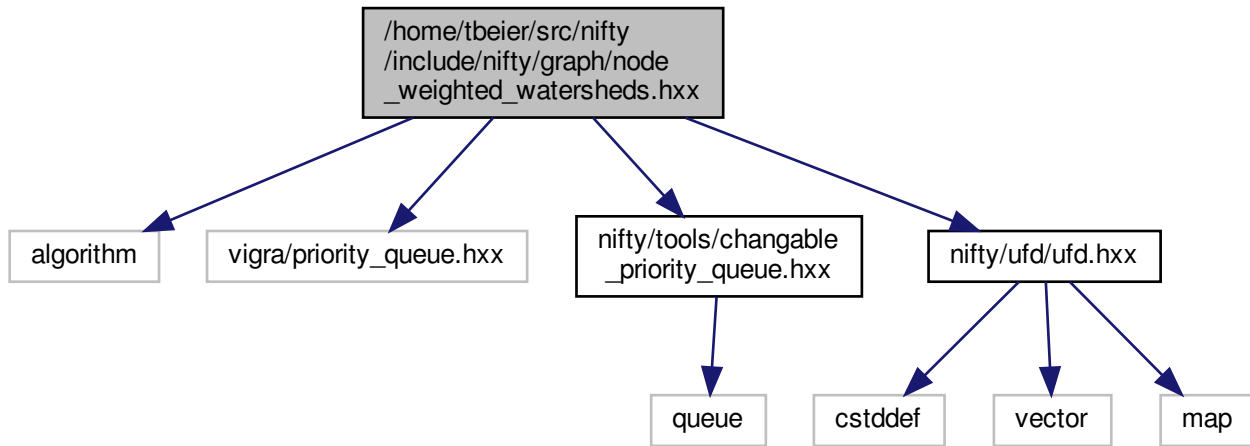 /home/tbeier/src/nifty
/include/nifty/graph/node
_weighted_watersheds.hxx
algorithm
vigra/priority_queue.hxx
nifty/tools/changable
_priority_queue.hxx
nifty/ufd/ufd.hxx
queue
cstddef
vector
map